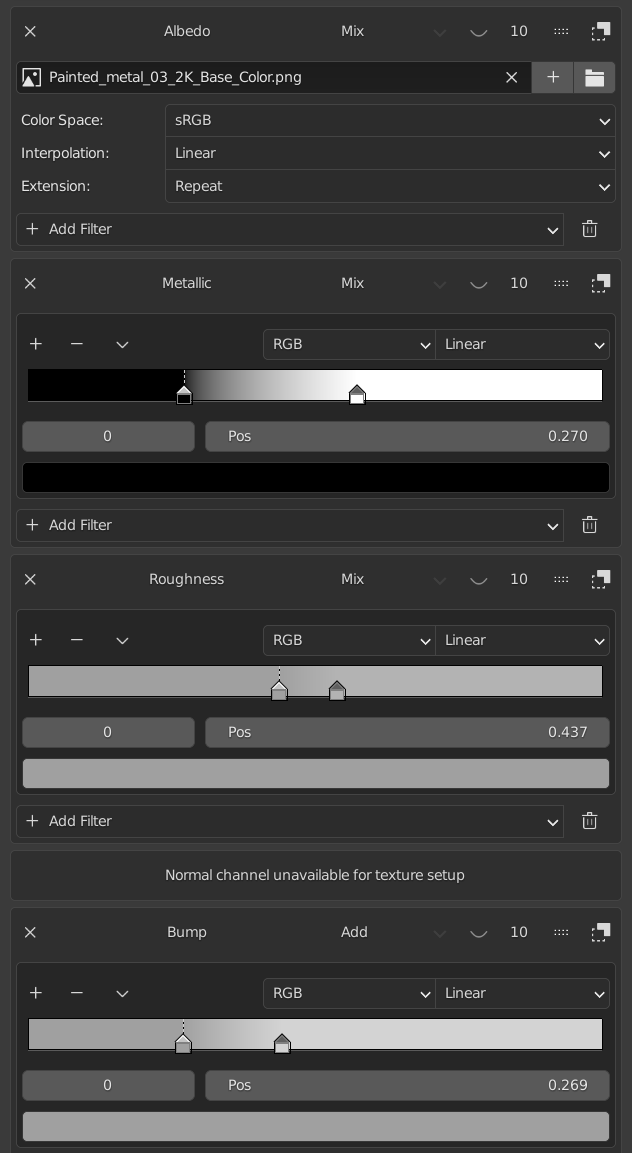 Albedo Mix 10
Painted_metal_03_2K_Base_Color.png
Color Space: sRGB
Interpolation: Linear
Extension: Repeat
Add Filter
Metallic Mix 10
RGB Linear
0 Pos 0.270
Add Filter
Roughness Mix 10
RGB Linear
0 Pos 0.437
Add Filter
Normal channel unavailable for texture setup
Bump Add 10
RGB Linear
0 Pos 0.269